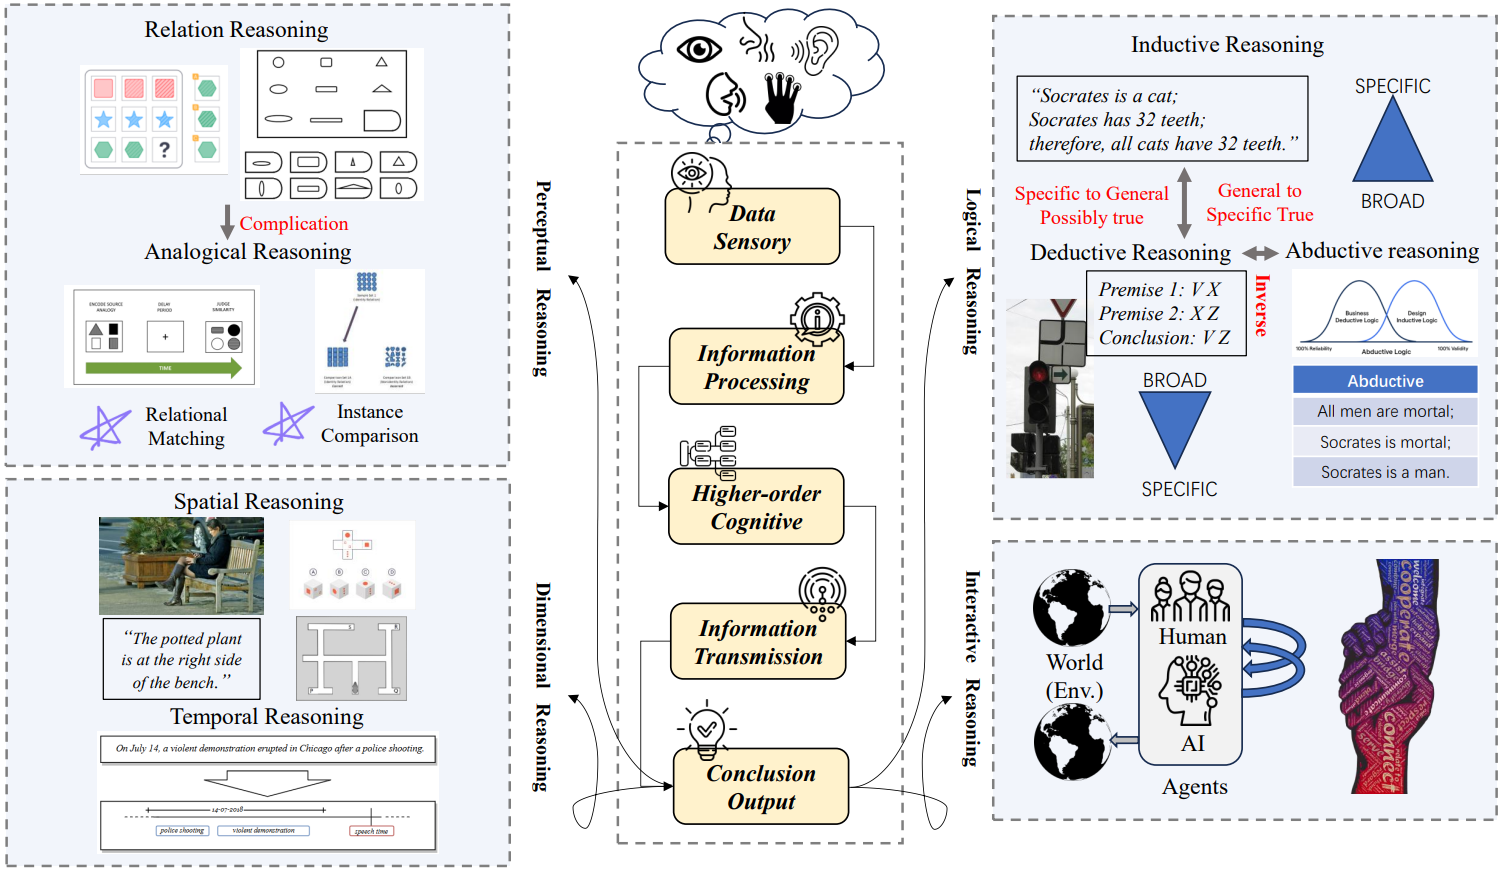 Relation Reasoning
?
Complication
Analogical Reasoning
ENCODE SOURCE
ANALOGY
DELAY
PERIOD
JUDGE
SIMILARITY
+
TIME
Relational
Matching
Instance
Comparison
Spatial Reasoning
A
B
C
D
“The potted plant
is at the right side
of the bench.”
Temporal Reasoning
On July 14, a violent demonstration erupted in Chicago after a police shooting.
14-07-2018
police shooting
violent demonstration
speech time
Perceptual Reasoning
Dimensional Reasoning
Data
Sensory
Information
Processing
Higher-order
Cognitive
Information
Transmission
Conclusion
Output
Logical Reasoning
Interactive Reasoning
Inductive Reasoning
“Socrates is a cat;
Socrates has 32 teeth;
therefore, all cats have 32 teeth.”
SPECIFIC
BROAD
Specific to General
Possibly true
General to
Specific True
Deductive Reasoning
Premise 1: V X
Premise 2: X Z
Conclusion: V Z
BROAD
SPECIFIC
Inverse
Abductive reasoning
Business
Deductive Logic
Design
Inductive Logic
100% Reliability
Abductive Logic
100% Validity
Abductive
All men are mortal;
Socrates is mortal;
Socrates is a man.
World
(Env.)
Human
AI
Agents
welcome
cooperate
communicate
connect